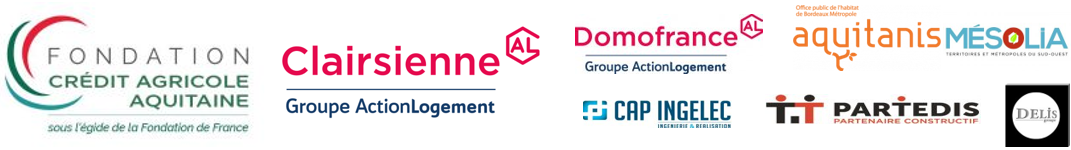 FONDATION
CRÉDIT AGRICOLE
AQUITAINE
sous l'égide de la Fondation de France
Clairsienne AL
Groupe ActionLogement
Domofrance AL
Groupe ActionLogement
Office public de l'habitat
de Bordeaux Métropole
aquitanis
MÉSOLIA
TERRITOIRES ET MÉTROPOLES DU SUD-OUEST
CAP INGELEC
INGENIERIE & REALISATION
PARTEDIS
PARTENAIRE CONSTRUCTIF
DELIS